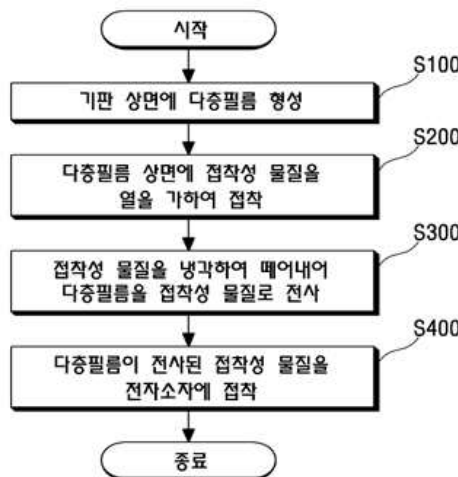 시작
S100
기판 상면에 다층필름 형성
S200
다층필름 상면에 접착성 물질을
열을 가하여 접착
S300
접착성 물질을 냉각하여 떼어내어
다층필름을 접착성 물질로 전사
S400
다층필름이 전사된 접착성 물질을
전자소자에 접착
종료